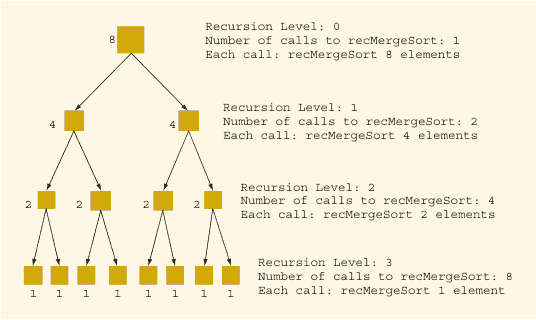 8
Recursion Level: 0
Number of calls to recMergeSort: 1
Each call: recMergeSort 8 elements
4 4
Recursion Level: 1
Number of calls to recMergeSort: 2
Each call: recMergeSort 4 elements
2 2 2 2
Recursion Level: 2
Number of calls to recMergeSort: 4
Each call: recMergeSort 2 elements
1 1 1 1 1 1 1 1
Recursion Level: 3
Number of calls to recMergeSort: 8
Each call: recMergeSort 1 element